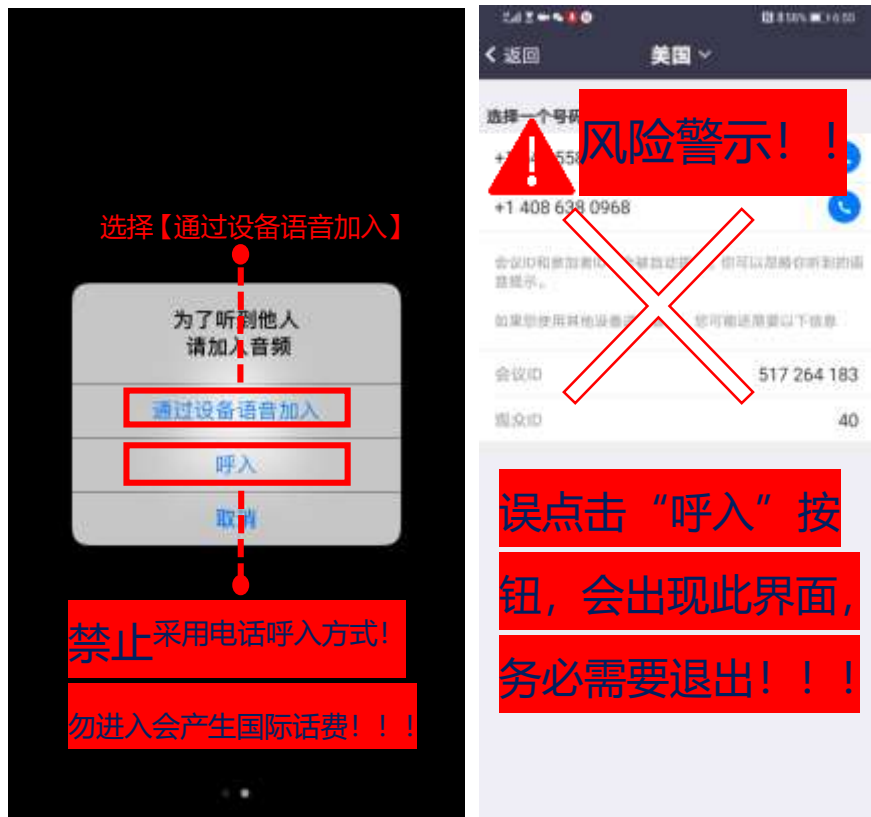 选择【通过设备语音加入】
为了听到他人
请加入音频
通过设备语音加入
呼入
取消
禁止采用电话呼入方式!
勿进入会产生国际话费!!!
返回
美国
选择一个号码
风险警示!!
+1 408 638 0968
会议ID
517 264 183
40
误点击“呼入”按
钮，会出现此界面，
务必需要退出!!!